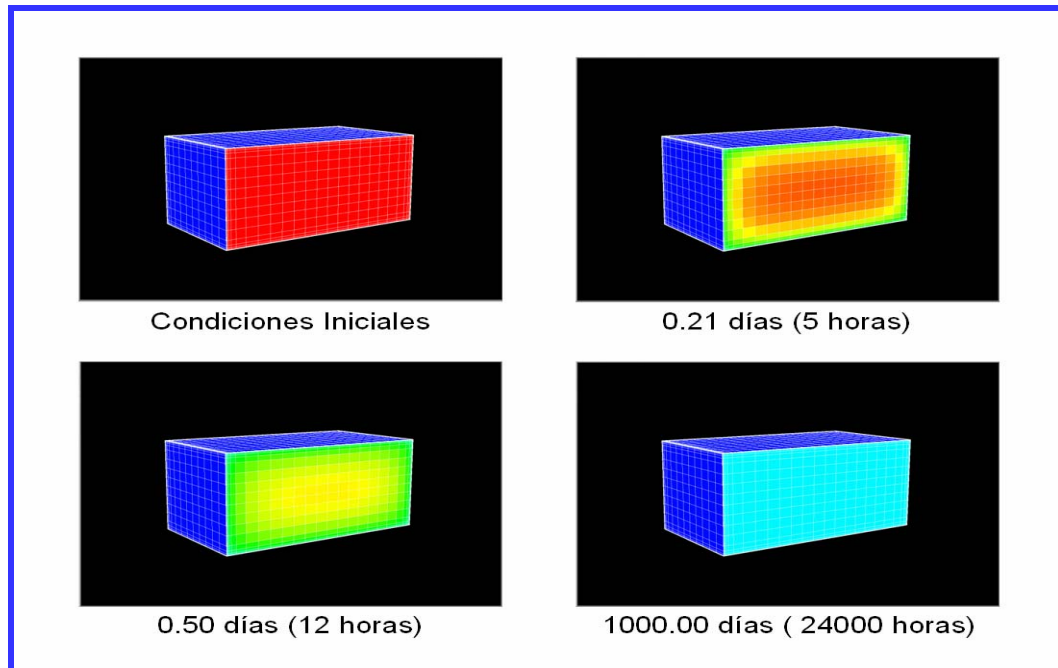 Condiciones Iniciales
0.21 días (5 horas)
0.50 días (12 horas)
1000.00 días ( 24000 horas)